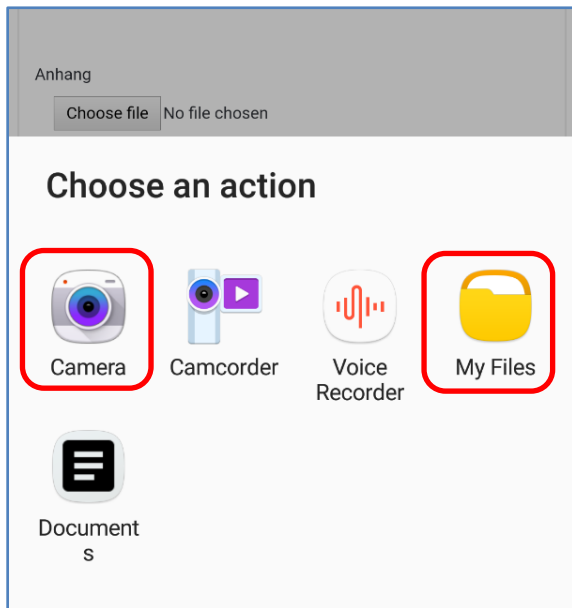 Anhang
Choose file No file chosen
Choose an action
Camera Camcorder Voice Recorder My Files
Document
s